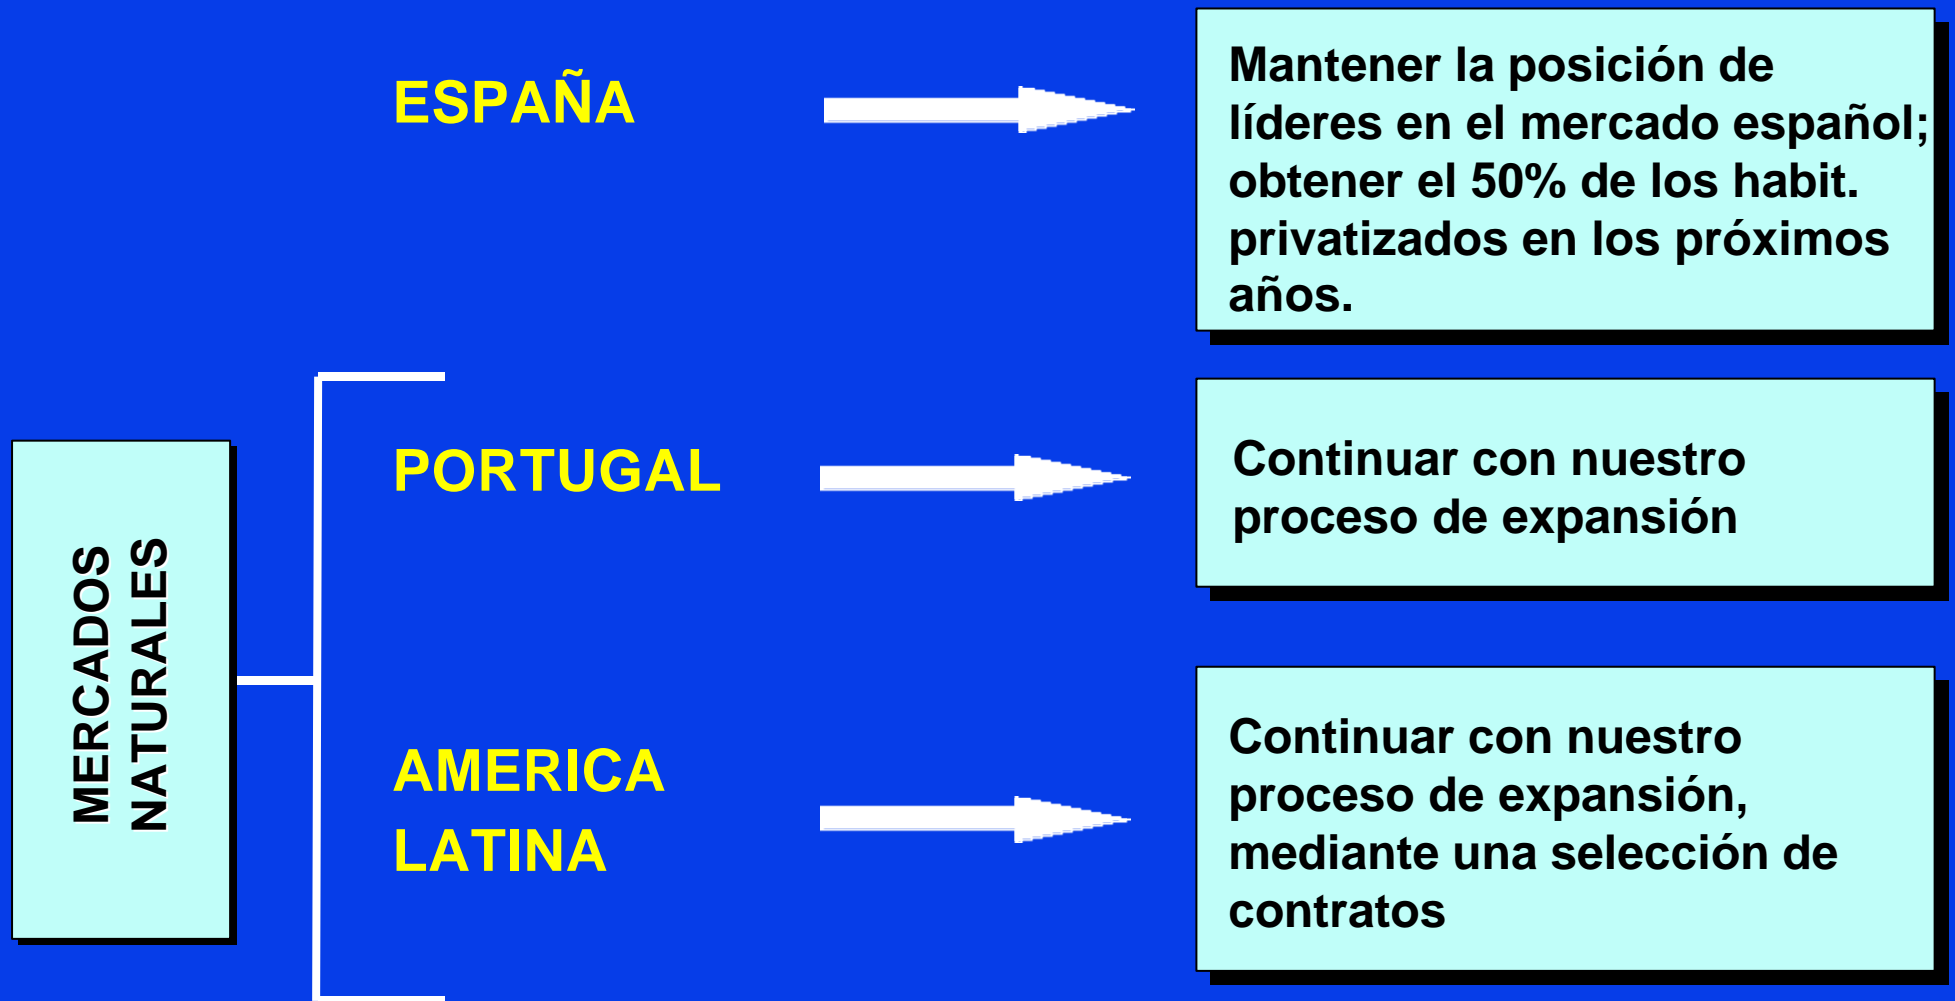 ESPAÑA
Mantener la posición de
líderes en el mercado español;
obtener el 50% de los habit.
privatizados en los próximos
años.
MERCADOS
NATURALES
PORTUGAL
Continuar con nuestro
proceso de expansión
AMERICA
LATINA
Continuar con nuestro
proceso de expansión,
mediante una selección de
contratos